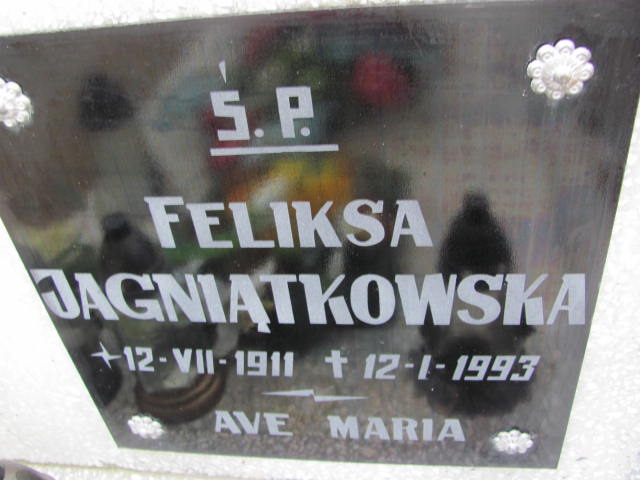 Ś.P.
FELIKSA
JAGNIĄTKOWSKA
12-VII-1911 † 12-I-1993
AVE MARIA